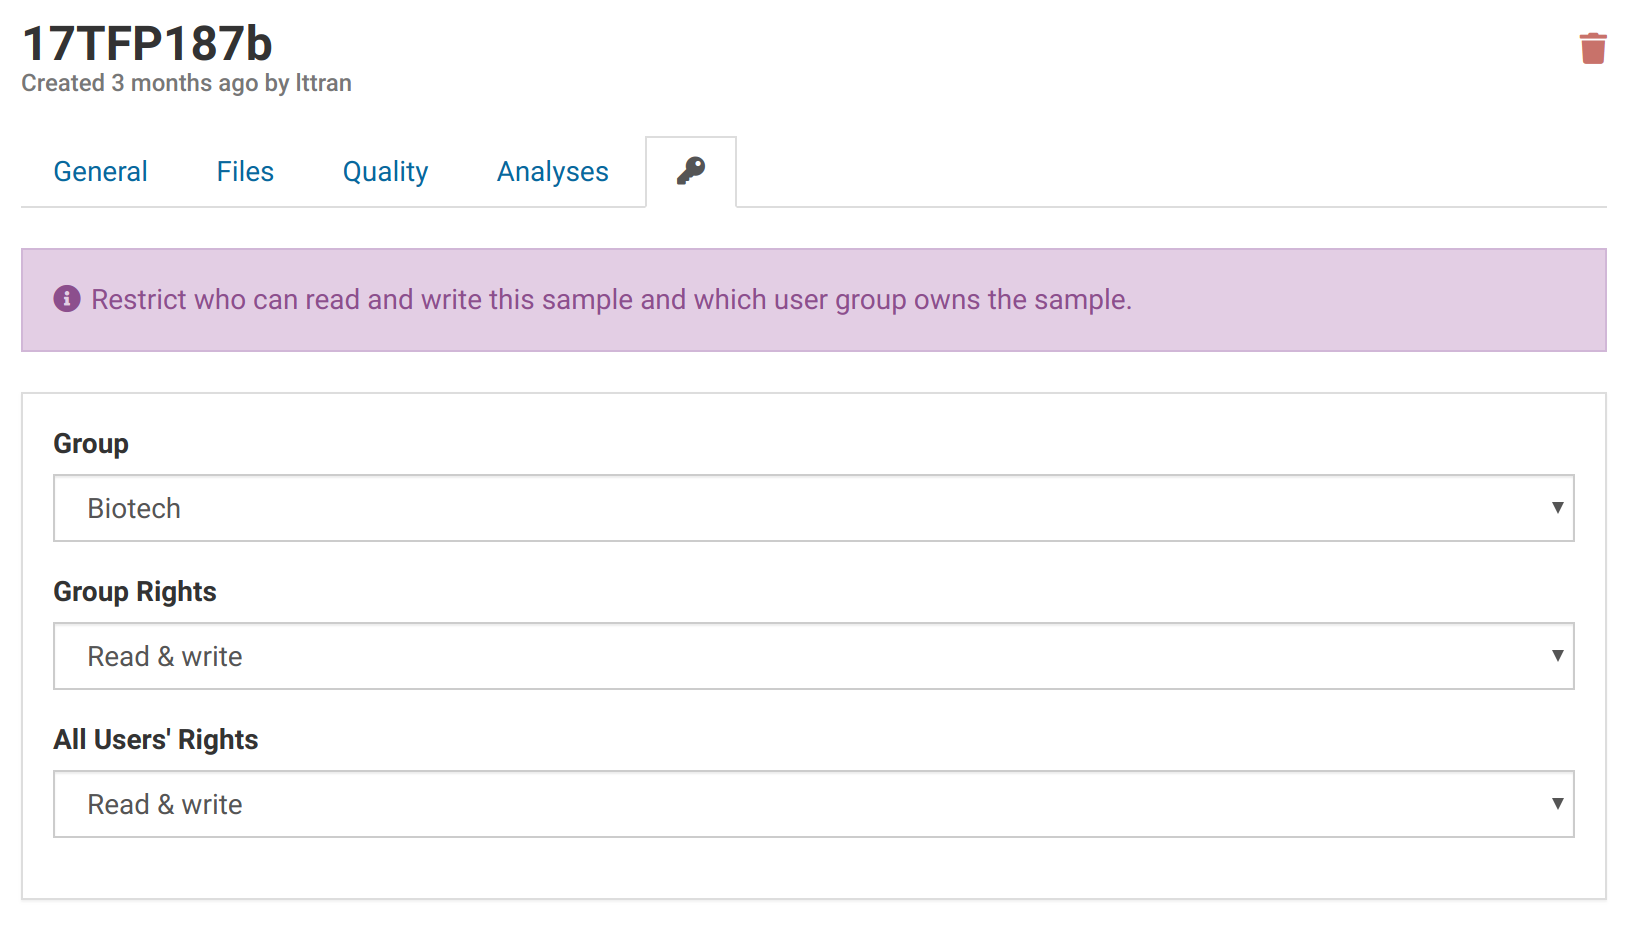 17TFP187b
Created 3 months ago by lttran
General Files Quality Analyses
Restrict who can read and write this sample and which user group owns the sample.
Group
Biotech
Group Rights
Read & write
All Users' Rights
Read & write